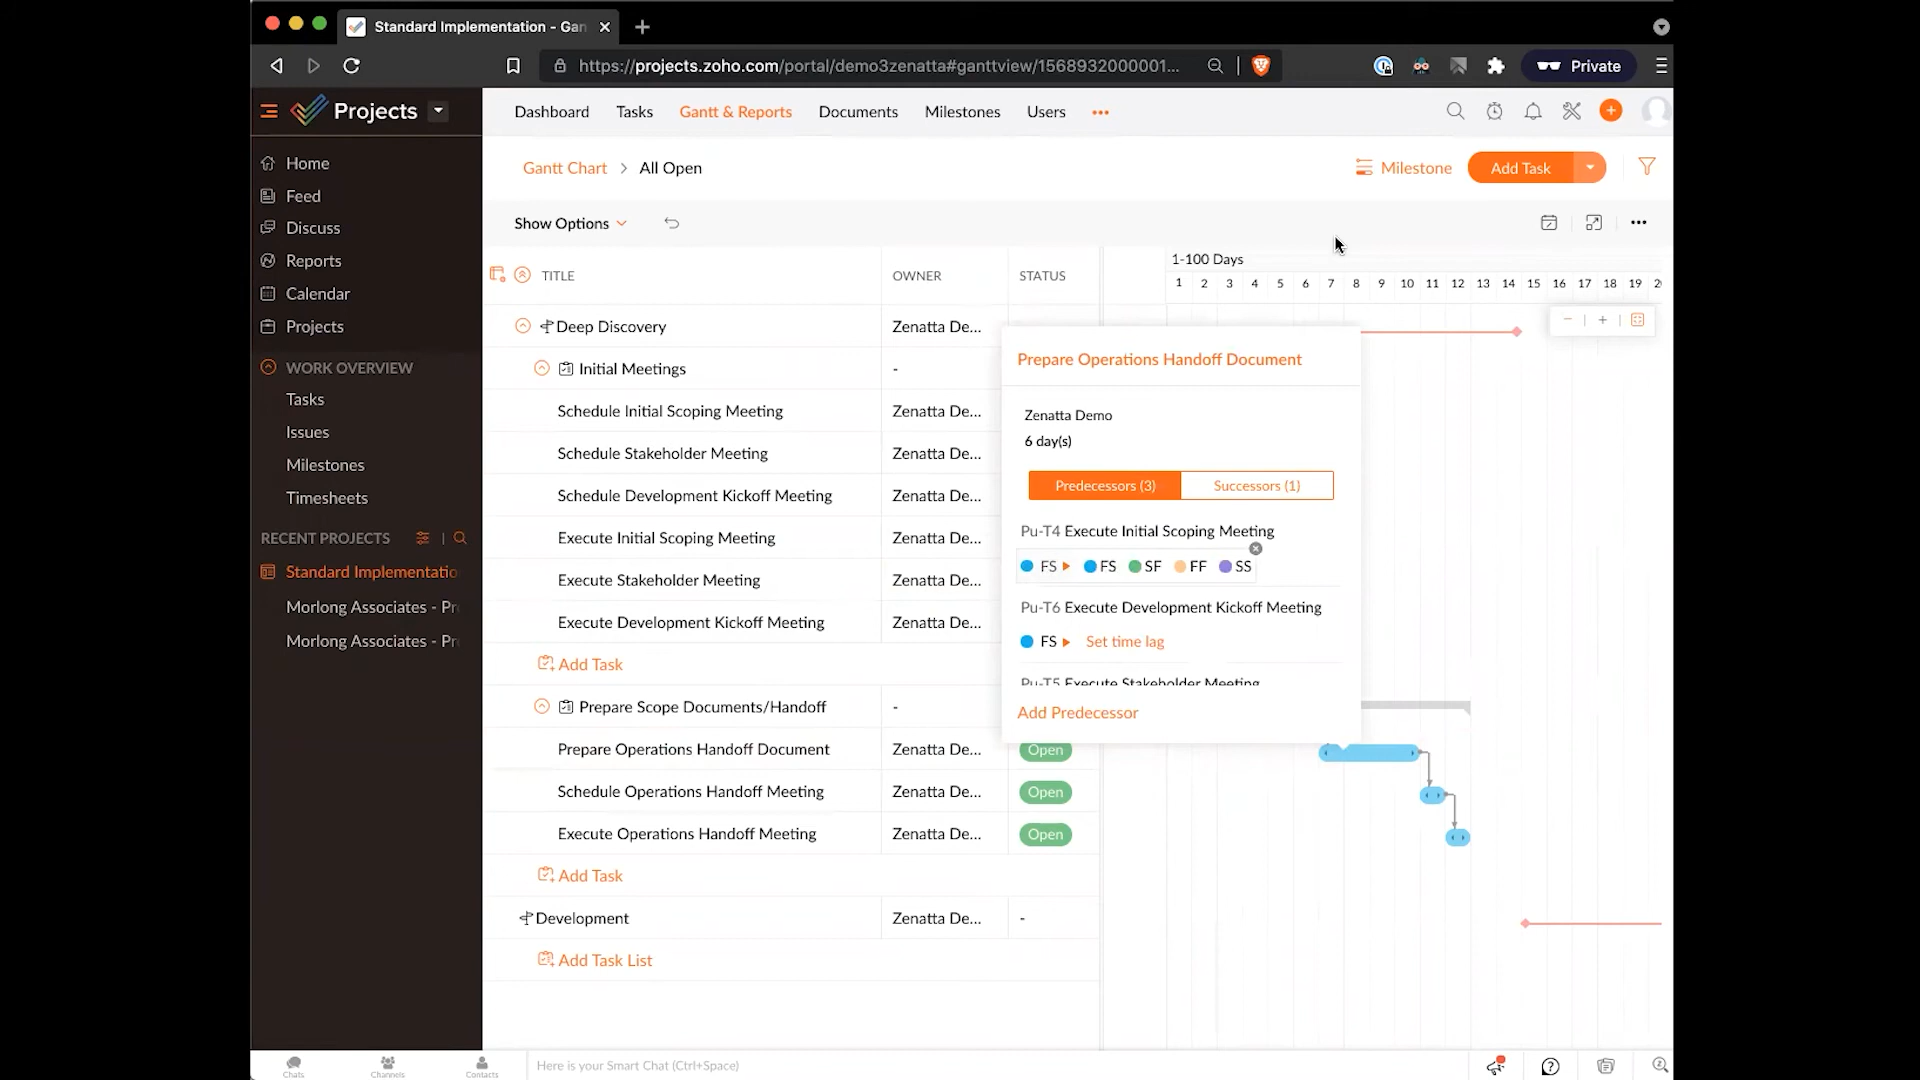 Standard Implementation - Gan
https://projects.zoho.com/portal/demo3zenatta#ganttview/1568932000001...
Private
Projects
Dashboard Tasks Gantt & Reports Documents Milestones Users
Home
Feed
Discuss
Reports
Calendar
Projects
WORK OVERVIEW
Tasks
Issues
Milestones
Timesheets
RECENT PROJECTS
Standard Implementatio
Morlong Associates - Pr
Morlong Associates - Pr
Gantt Chart > All Open
Milestone
Add Task
Show Options
TITLE OWNER STATUS
1-100 Days
1 2 3 4 5 6 7 8 9 10 11 12 13 14 15 16 17 18 19
Deep Discovery Zenatta De...
Initial Meetings -
Schedule Initial Scoping Meeting Zenatta De...
Schedule Stakeholder Meeting Zenatta De...
Schedule Development Kickoff Meeting Zenatta De...
Execute Initial Scoping Meeting Zenatta De...
Execute Stakeholder Meeting Zenatta De...
Execute Development Kickoff Meeting Zenatta De...
Add Task
Prepare Scope Documents/Handoff -
Prepare Operations Handoff Document Zenatta De... Open
Schedule Operations Handoff Meeting Zenatta De... Open
Execute Operations Handoff Meeting Zenatta De... Open
Add Task
Development Zenatta De... -
Add Task List
Prepare Operations Handoff Document
Zenatta Demo
6 day(s)
Predecessors (3) Successors (1)
Pu-T4 Execute Initial Scoping Meeting
FS FS SF FF SS
Pu-T6 Execute Development Kickoff Meeting
FS Set time lag
Pu-T5 Execute Stakeholder Meeting
Add Predecessor
Chats
Channels
Contacts
Here is your Smart Chat (Ctrl+Space)